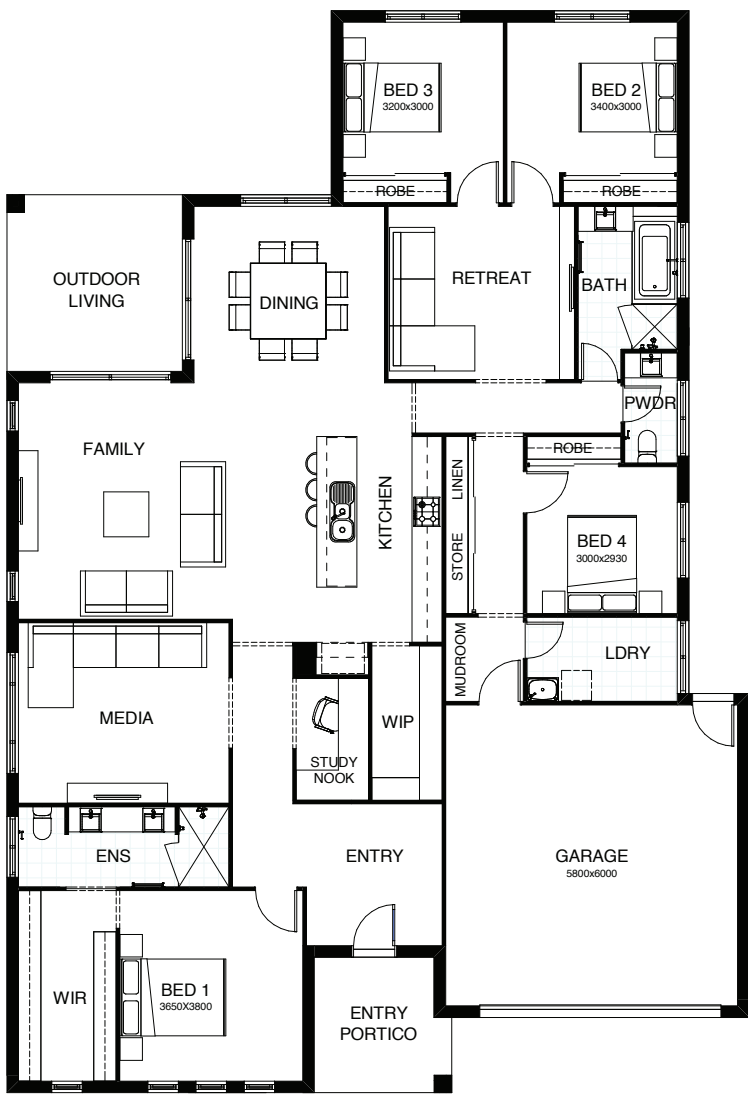 BED 3
3200x3000
BED 2
3400x3000
ROBE
ROBE
OUTDOOR
LIVING
DINING
RETREAT
BATH
PWDR
FAMILY
KITCHEN
LINEN
STORE
ROBE
BED 4
3000x2930
MUDROOM
LDRY
MEDIA
STUDY
NOOK
WIP
ENS
ENTRY
GARAGE
5800x6000
WIR
BED 1
3650X3800
ENTRY
PORTICO